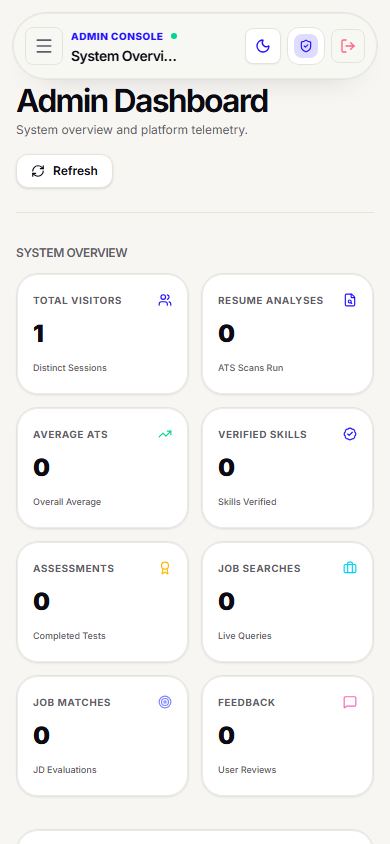 ADMIN CONSOLE
System Overvi...
Admin Dashboard
System overview and platform telemetry.
Refresh
SYSTEM OVERVIEW
TOTAL VISITORS
1
Distinct Sessions
RESUME ANALYSES
0
ATS Scans Run
AVERAGE ATS
0
Overall Average
VERIFIED SKILLS
0
Skills Verified
ASSESSMENTS
0
Completed Tests
JOB SEARCHES
0
Live Queries
JOB MATCHES
0
JD Evaluations
FEEDBACK
0
User Reviews